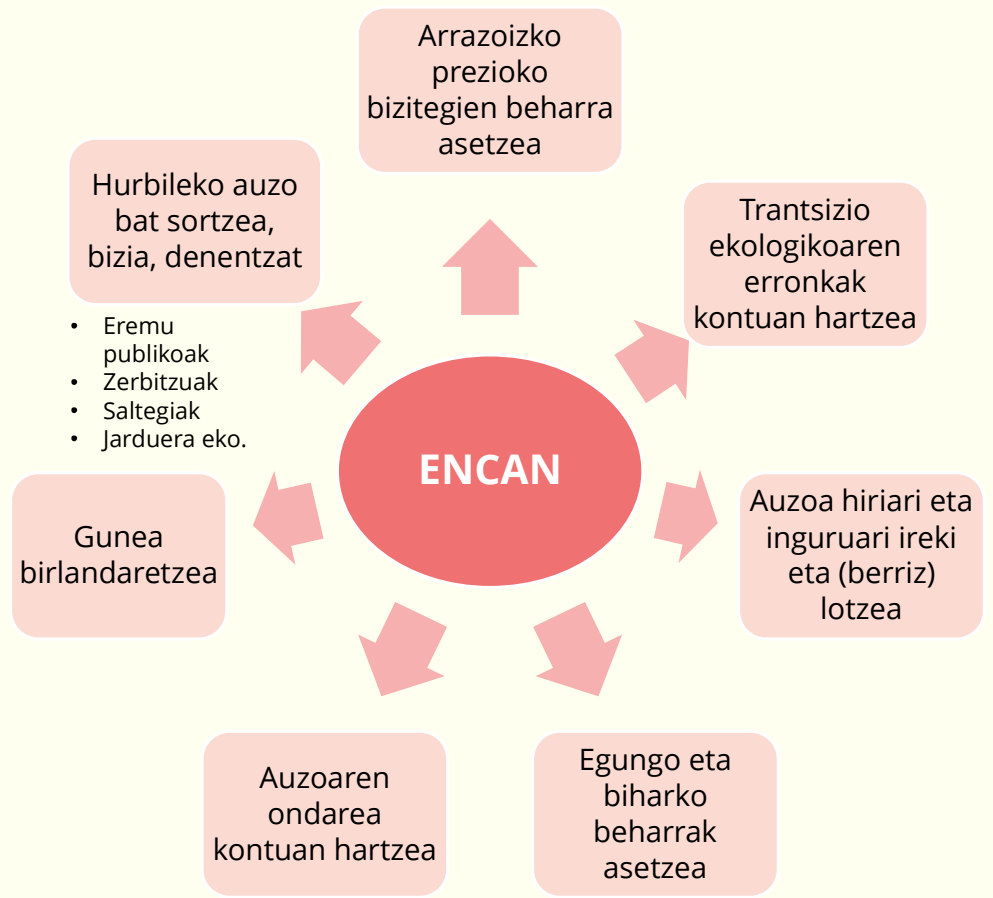 Arrazoizko
prezioko
bizitegien beharra
asetzea
Hurbileko auzo
bat sortzea,
bizia, denentzat
Trantsizio
ekologikoaren
erronkak
kontuan hartzea
• Eremu
publikoak
• Zerbitzuak
• Saltegiak
• Jarduera eko.
ENCAN
Gunea
birlandaretzea
Auzoa hiriari eta
inguruari ireki
eta (berriz)
lotzea
Auzoaren
ondarea
kontuan hartzea
Egungo eta
biharko
beharrak
asetzea